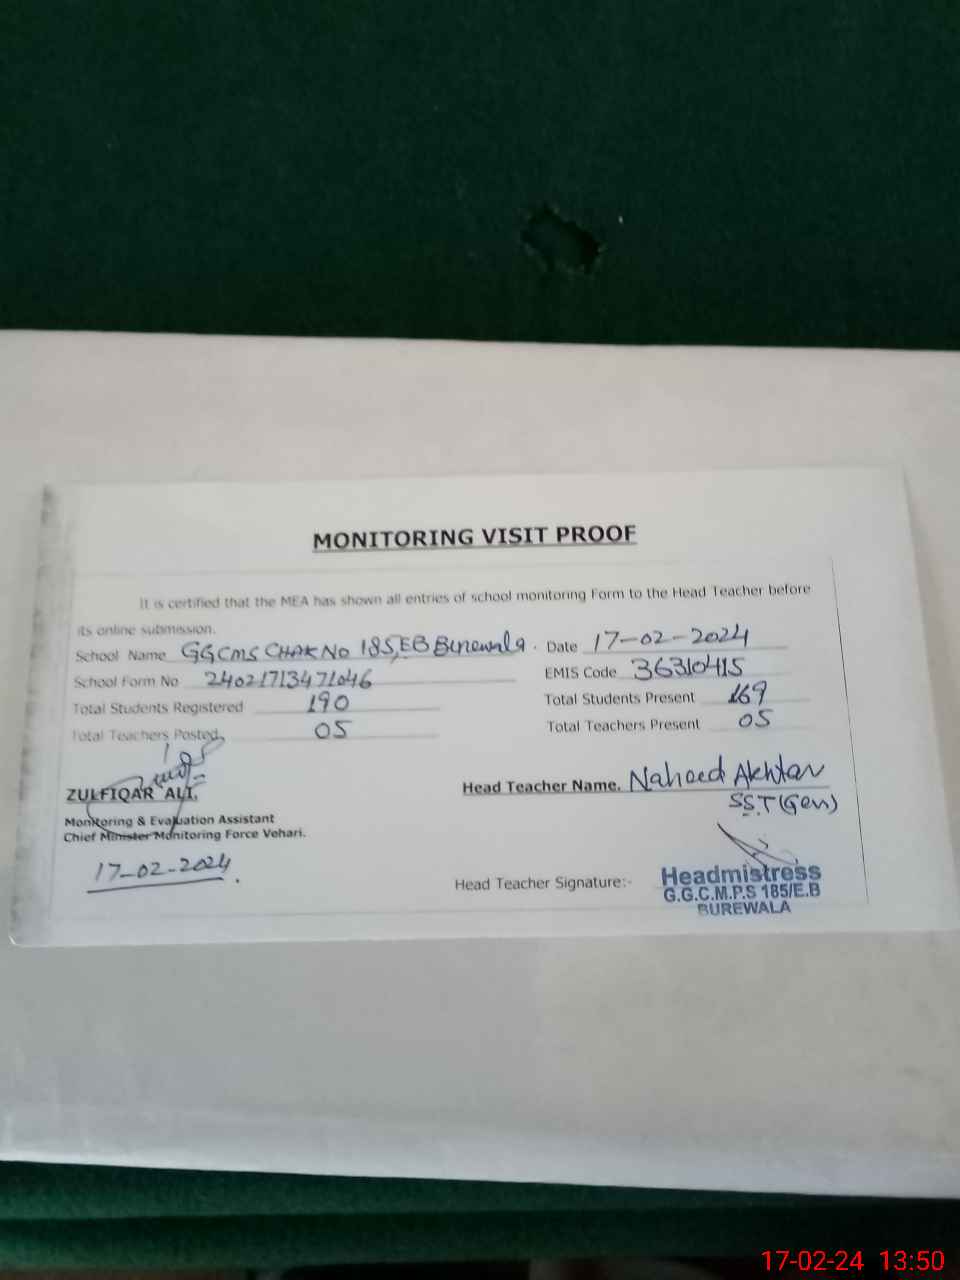 MONITORING VISIT PROOF
It is certified that the MEA has shown all entries of school monitoring Form to the Head Teacher before
its online submission.
School Name GGCMS CHAK No 185,EB Burewala. Date 17-02-2024
School Form No 24021713471046 EMIS Code 36310415
Total Students Registered 190 Total Students Present 169
Total Teachers Posted 05 Total Teachers Present 05
ZULFIQAR ALI. Head Teacher Name. Naheed Akhtar
SS.T (Gen)
Monitoring & Evaluation Assistant
Chief Minister Monitoring Force Vehari.
17-02-2024.
Head Teacher Signature:- Headmistress
G.G.C.M.P.S 185/E.B
BUREWALA
17-02-24 13:50